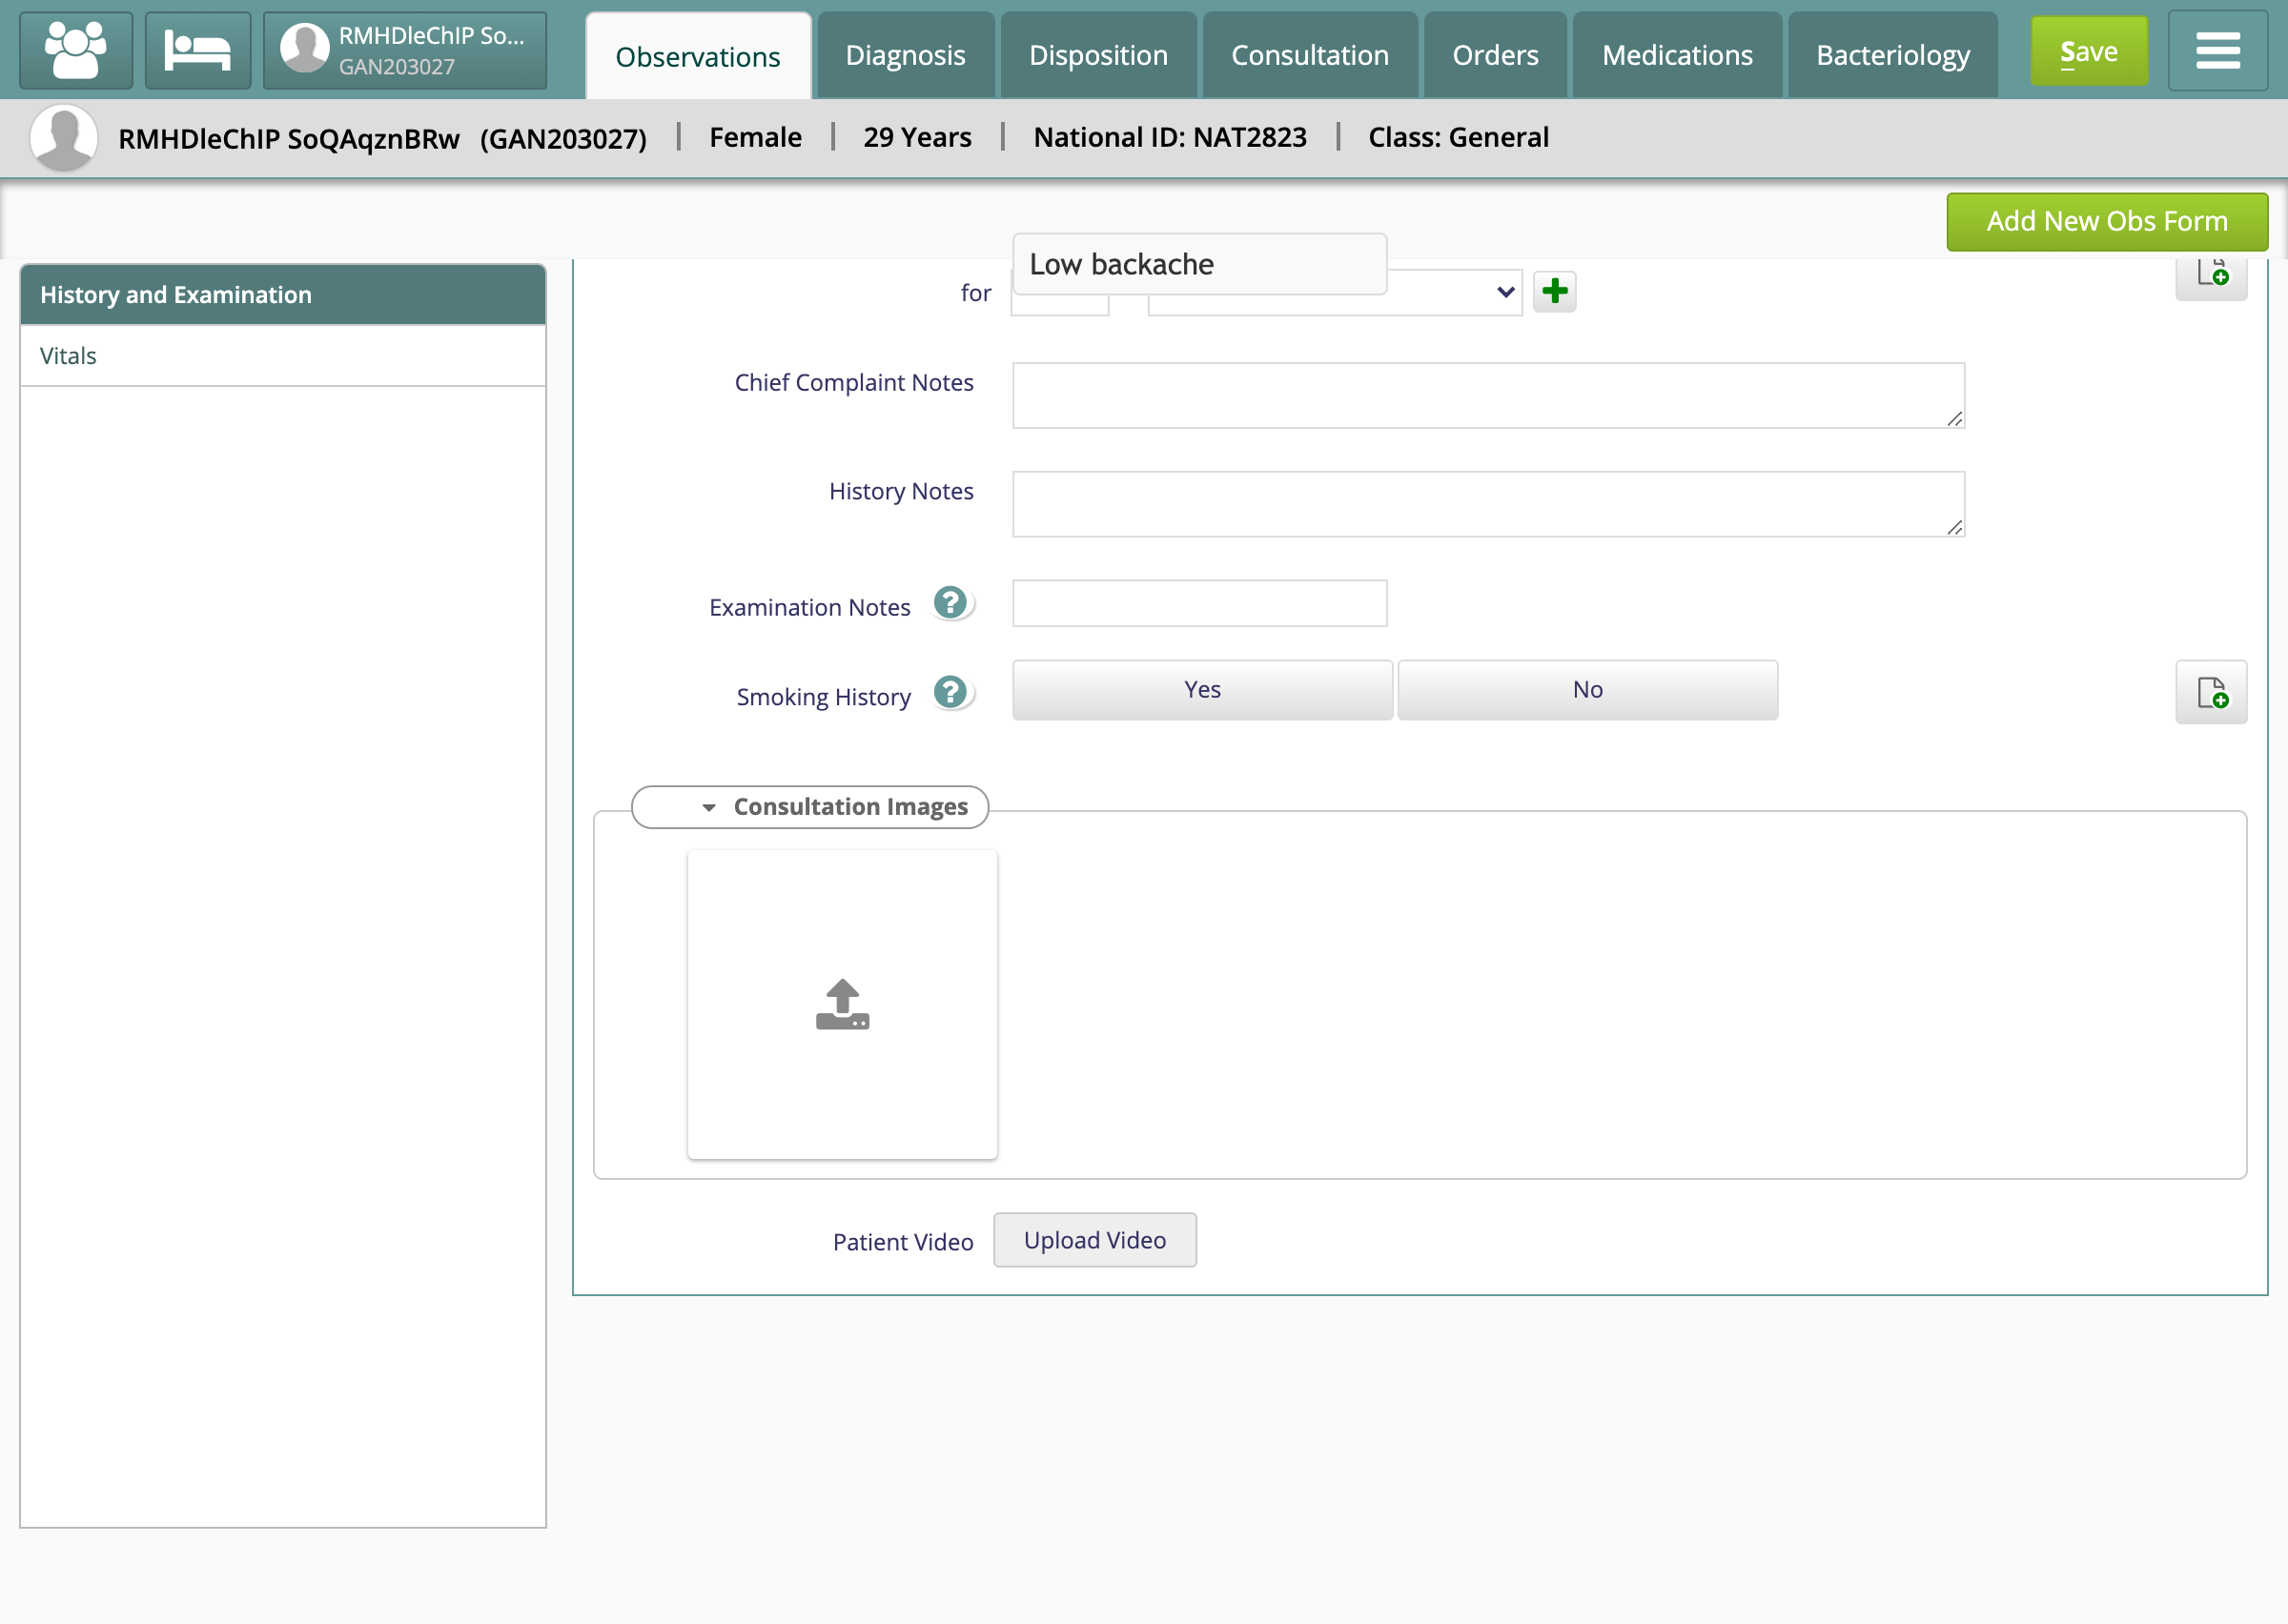 RMHDleChIP So...
GAN203027
Observations
Diagnosis
Disposition
Consultation
Orders
Medications
Bacteriology
Save
RMHDleChIP SoQAqznBRw (GAN203027) | Female | 29 Years | National ID: NAT2823 | Class: General
Add New Obs Form
History and Examination
Vitals
Low backache
for
Chief Complaint Notes
History Notes
Examination Notes
Smoking History
Yes
No
Consultation Images
Patient Video
Upload Video